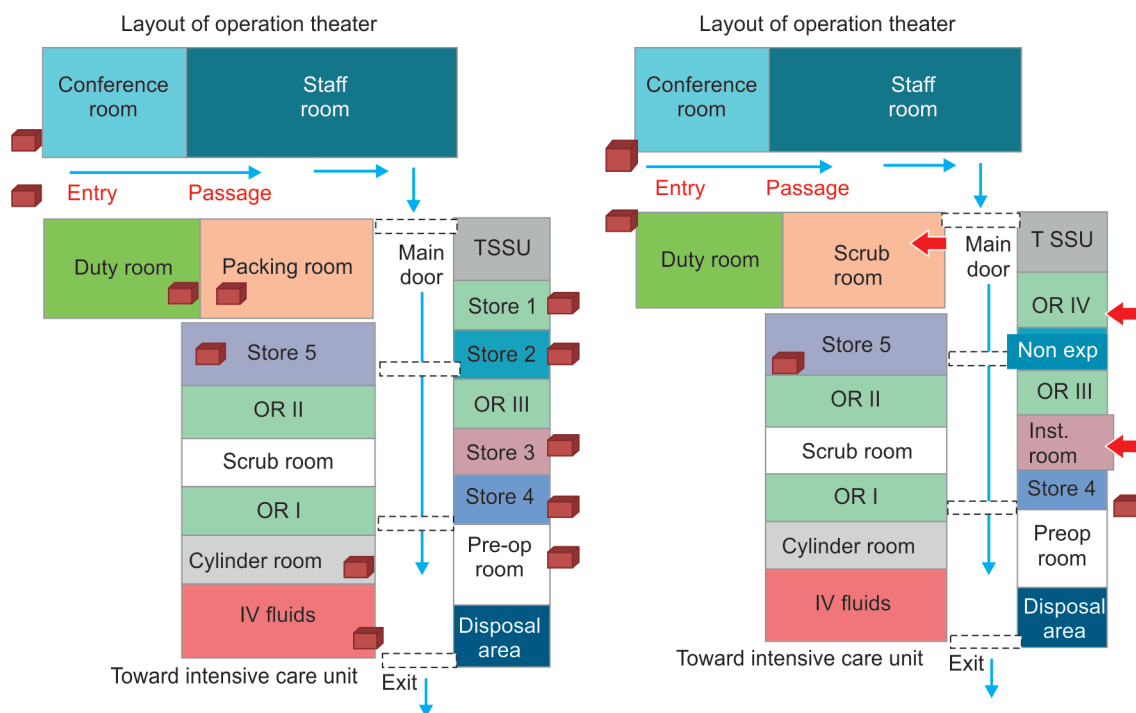 Layout of operation theater
Conference
room
Staff
room
Entry
Passage
Duty room
Packing room
Main
door
TSSU
Store 1
Store 5
Store 2
OR II
OR III
Scrub room
Store 3
OR I
Store 4
Cylinder room
Pre-op
room
IV fluids
Disposal
area
Toward intensive care unit
Exit
Layout of operation theater
Conference
room
Staff
room
Entry
Passage
Duty room
Scrub
room
Main
door
T SSU
OR IV
Store 5
Non exp
OR II
OR III
Scrub room
Inst.
room
OR I
Store 4
Cylinder room
Preop
room
IV fluids
Disposal
area
Toward intensive care unit
Exit